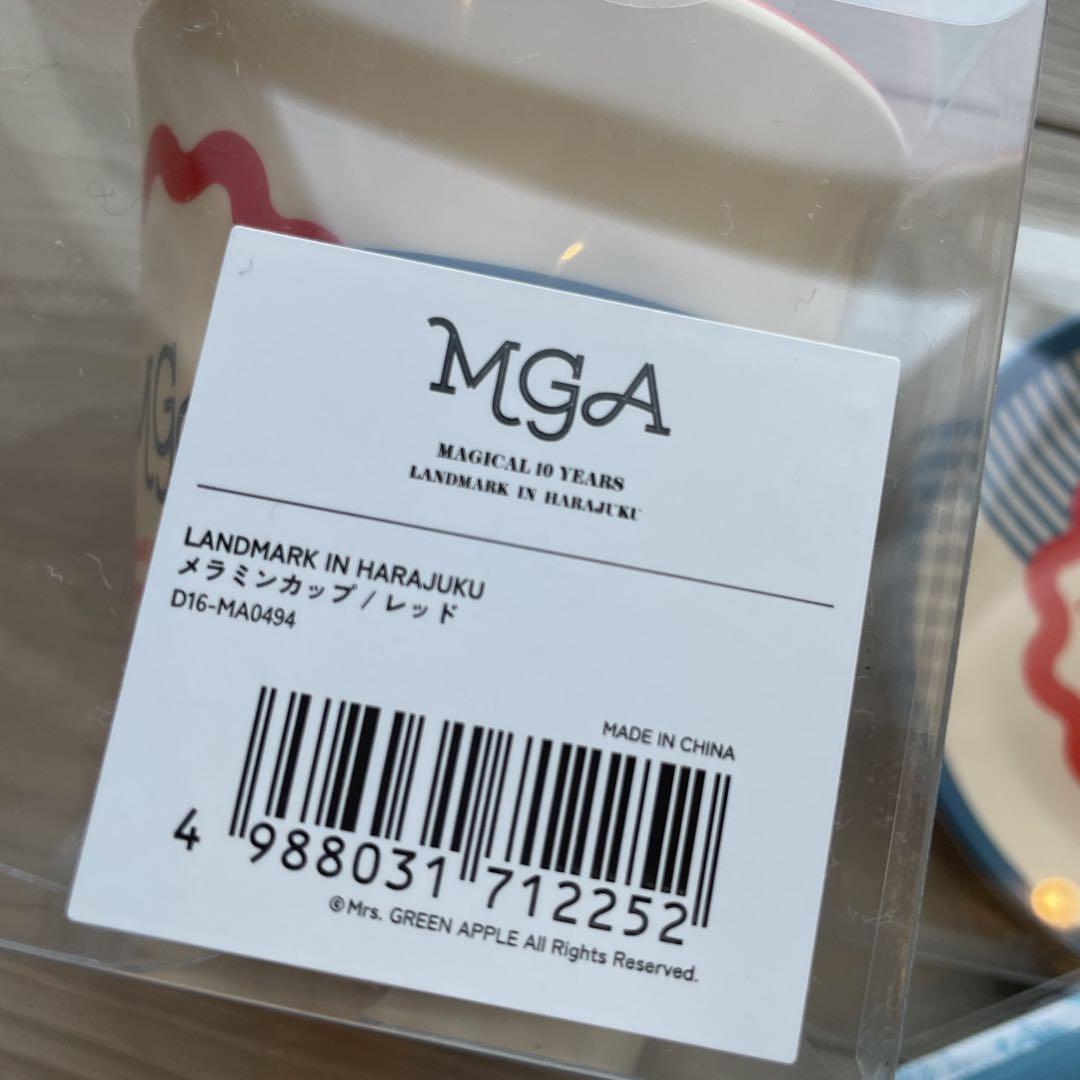 MGA
MAGICAL 10 YEARS
LANDMARK IN HARAJUKU
LANDMARK IN HARAJUKU
メラミンカップ / レッド
D16-MA0494
MADE IN CHINA
4 988031 712252
©Mrs. GREEN APPLE All Rights Reserved.
MG